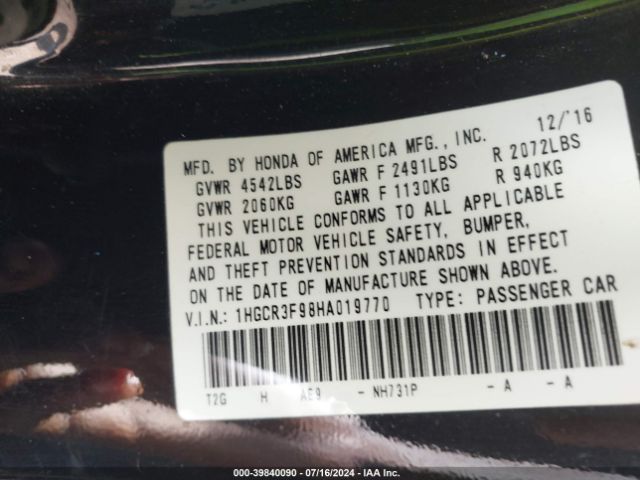 MFD. BY HONDA OF AMERICA MFG., INC. 12/'16
GVWR 4542LBS GAWR F 2491LBS R 2072LBS
GVWR 2060KG GAWR F 1130KG R 940KG
THIS VEHICLE CONFORMS TO ALL APPLICABLE
FEDERAL MOTOR VEHICLE SAFETY, BUMPER,
AND THEFT PREVENTION STANDARDS IN EFFECT
ON THE DATE OF MANUFACTURE SHOWN ABOVE.
V.I.N.: 1HGCR3F98HA019770 TYPE: PASSENGER CAR
T2G H AE9 - NH731P - A - A
000-39840090 - 07/16/2024 - IAA Inc.